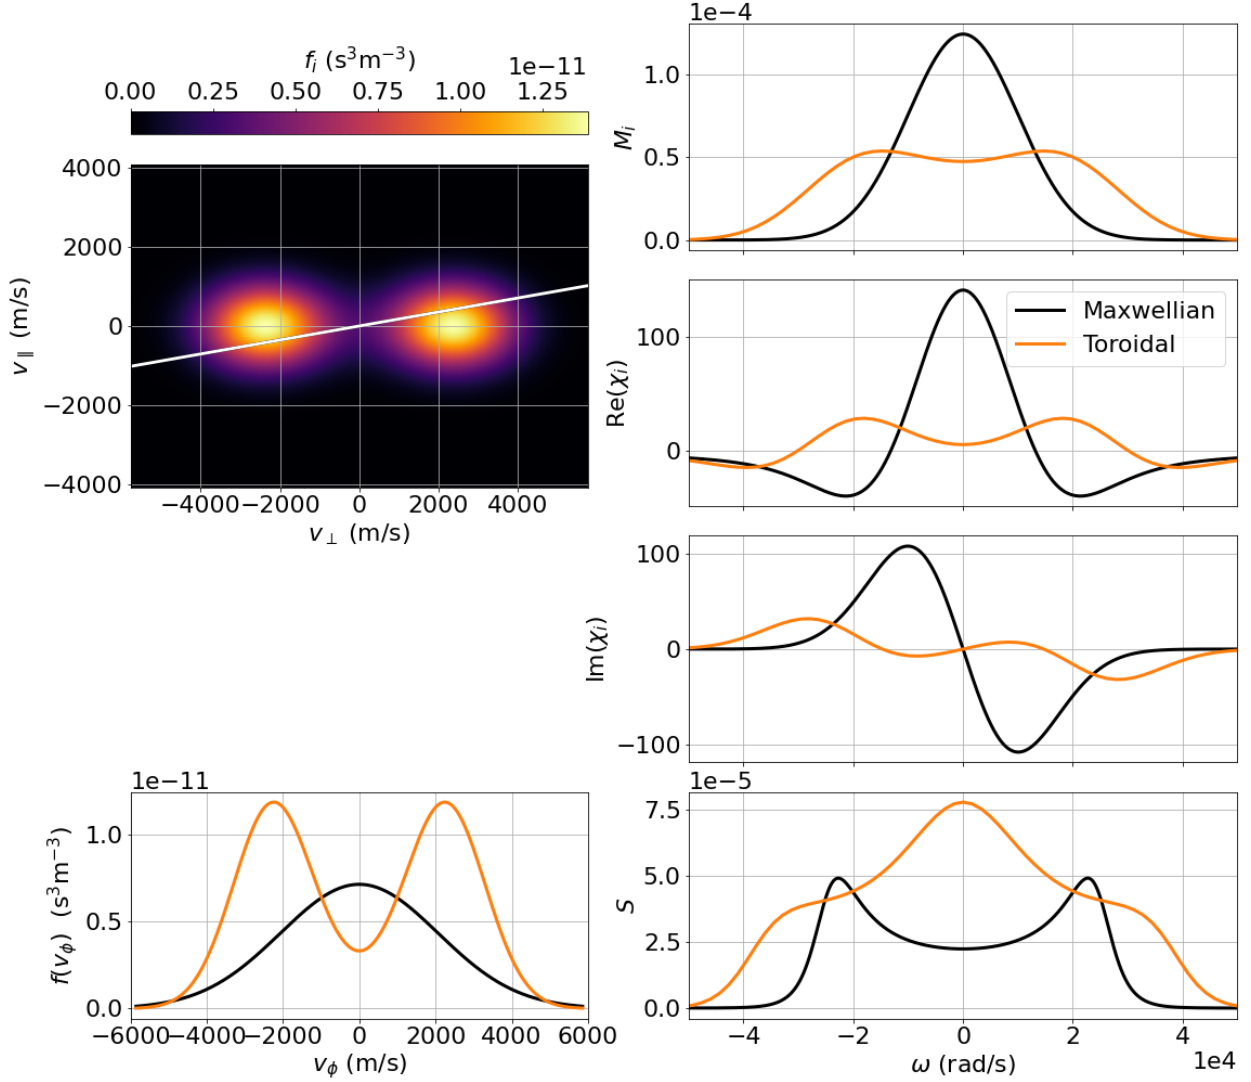 f_i (s³m⁻³)
1e−11
0.00 0.25 0.50 0.75 1.00 1.25
4000
2000
0
−2000
−4000
v_∥ (m/s)
−4000 −2000 0 2000 4000
v_⊥ (m/s)
1e−11
1.0
0.5
0.0
f(v_ϕ) (s³m⁻³)
−6000 −4000 −2000 0 2000 4000 6000
v_ϕ (m/s)
1e−4
1.0
0.5
0.0
M_i
100
0
Re(χ_i)
Maxwellian
Toroidal
100
0
−100
Im(χ_i)
1e−5
7.5
5.0
2.5
0.0
S
−4 −2 0 2 4
1e4
ω (rad/s)